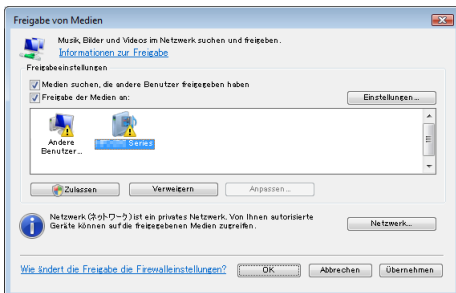 Freigabe von Medien
Musik, Bilder und Videos im Netzwerk suchen und freigeben.
Informationen zur Freigabe
Freigabeeinstellungen
Medien suchen, die andere Benutzer freigegeben haben
Freigabe der Medien an:
Einstellungen...
Andere
Benutzer...
Series
Zulassen
Verweigern
Anpassen...
Netzwerk (ネットワーク) ist ein privates Netzwerk. Von Ihnen autorisierte
Geräte können auf die freigegebenen Medien zugreifen.
Netzwerk...
Wie ändert die Freigabe die Firewalleinstellungen?
OK
Abbrechen
Übernehmen